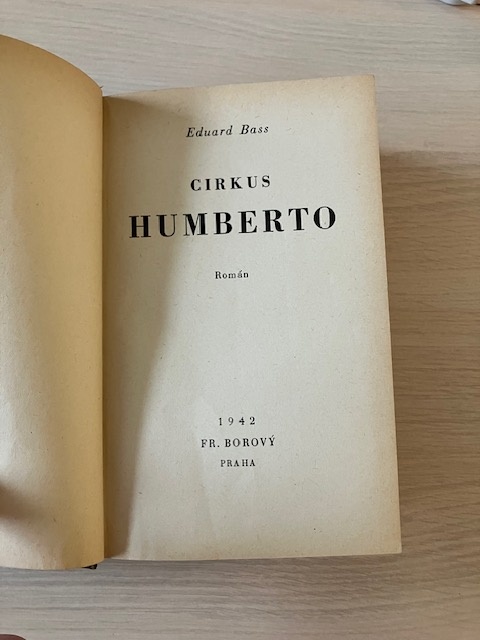 Eduard Bass
CIRKUS
HUMBERTO
Román
1942
FR. BOROVÝ
PRAHA